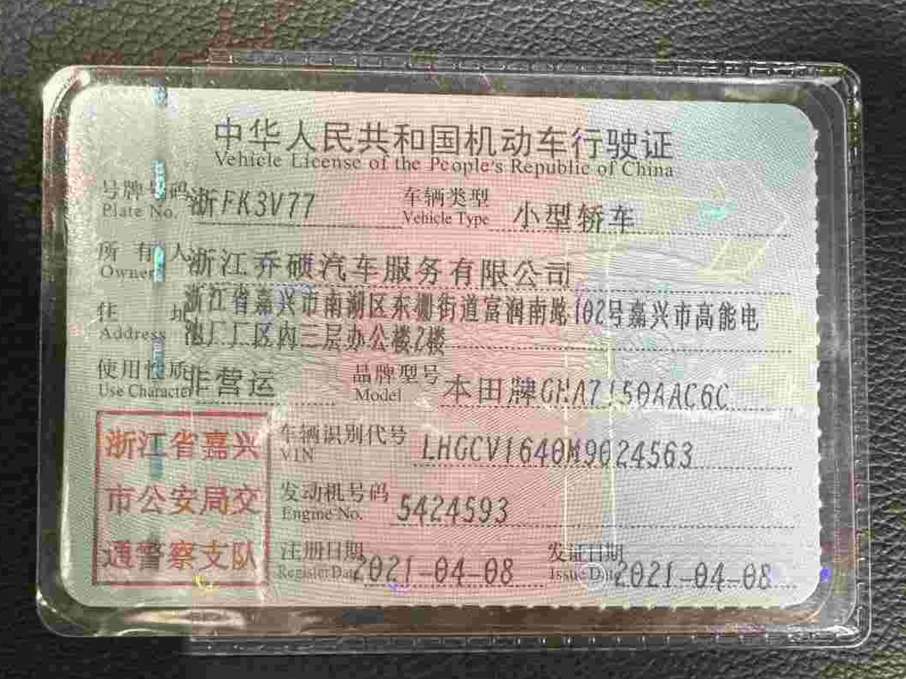 中华人民共和国机动车行驶证
Vehicle License of the People's Republic of China
号牌号码 浙FK3V77 车辆类型 小型轿车
Plate No. Vehicle Type
所有人 浙江乔硕汽车服务有限公司
Owner
住址 浙江省嘉兴市南湖区东栅街道富润南路102号嘉兴市高能电
Address 池厂厂区内三层办公楼2楼
使用性质 非营运 品牌型号 本田牌GHA7150AAC6C
Use Character Model
浙江省嘉兴
市公安局交
通警察支队
车辆识别代号 LHGCV1640M9024563
VIN
发动机号码 5424593
Engine No.
注册日期 2021-04-08 发证日期 2021-04-08
Register Date Issue Date